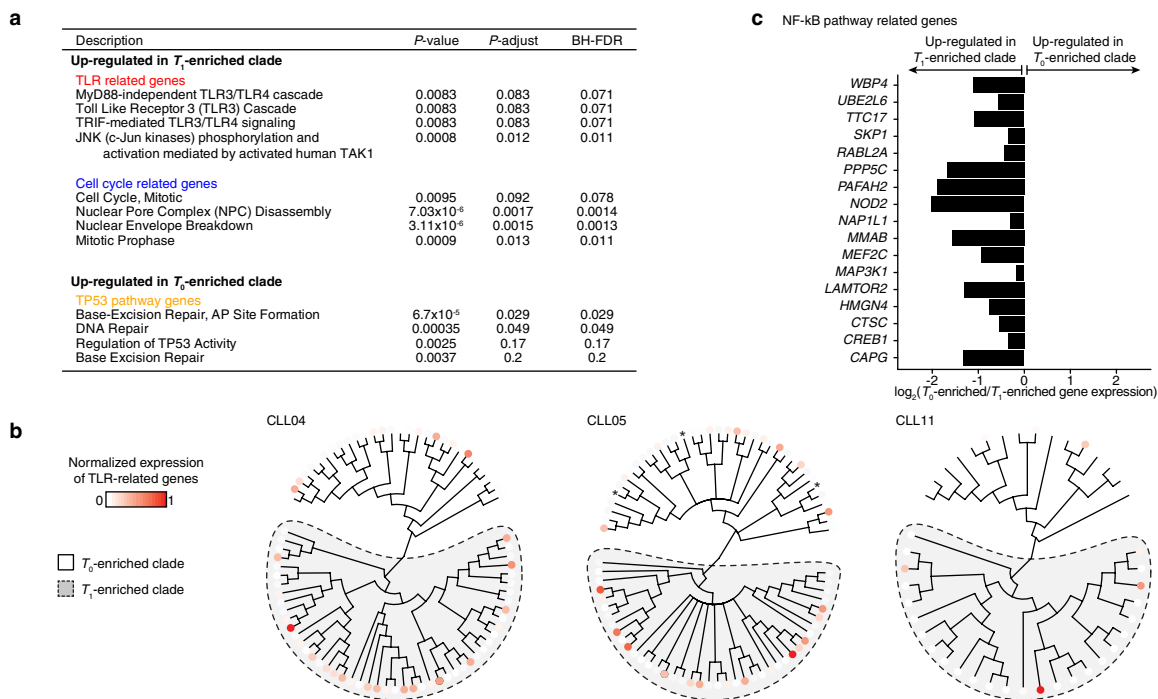 a
Description P-value P-adjust BH-FDR
Up-regulated in T1-enriched clade
TLR related genes
MyD88-independent TLR3/TLR4 cascade 0.0083 0.083 0.071
Toll Like Receptor 3 (TLR3) Cascade 0.0083 0.083 0.071
TRIF-mediated TLR3/TLR4 signaling 0.0083 0.083 0.071
JNK (c-Jun kinases) phosphorylation and 0.0008 0.012 0.011
activation mediated by activated human TAK1
Cell cycle related genes
Cell Cycle, Mitotic 0.0095 0.092 0.078
Nuclear Pore Complex (NPC) Disassembly 7.03x10⁻⁶ 0.0017 0.0014
Nuclear Envelope Breakdown 3.11x10⁻⁶ 0.0015 0.0013
Mitotic Prophase 0.0009 0.013 0.011
Up-regulated in T0-enriched clade
TP53 pathway genes
Base-Excision Repair, AP Site Formation 6.7x10⁻⁵ 0.029 0.029
DNA Repair 0.00035 0.049 0.049
Regulation of TP53 Activity 0.0025 0.17 0.17
Base Excision Repair 0.0037 0.2 0.2
c NF-kB pathway related genes
Up-regulated in Up-regulated in
T1-enriched clade T0-enriched clade
WBP4
UBE2L6
TTC17
SKP1
RABL2A
PPP5C
PAFAH2
NOD2
NAP1L1
MMAB
MEF2C
MAP3K1
LAMTOR2
HMGN4
CTSC
CREB1
CAPG
-2 -1 0 1 2
log2(T0-enriched/T1-enriched gene expression)
b
CLL04 CLL05 CLL11
Normalized expression
of TLR-related genes
0 1
T0-enriched clade
T1-enriched clade
* * *